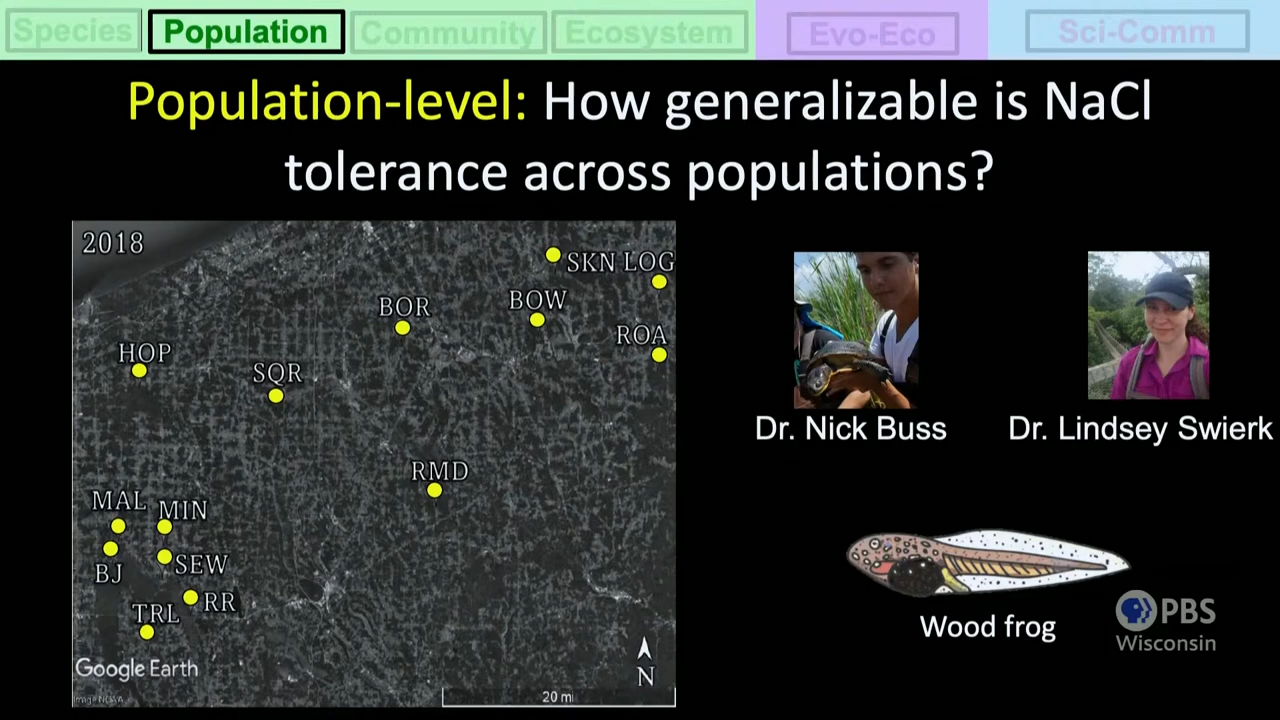 Species Population Community Ecosystem Evo-Eco Sci-Comm
Population-level: How generalizable is NaCl
tolerance across populations?
2018
SKN LOG
BOR
BOW
ROA
HOP
SQR
RMD
MAL
MIN
SEW
BJ
RR
TRL
Google Earth
Image NOAA
N
20 mi
Dr. Nick Buss
Dr. Lindsey Swierk
Wood frog
PBS
Wisconsin